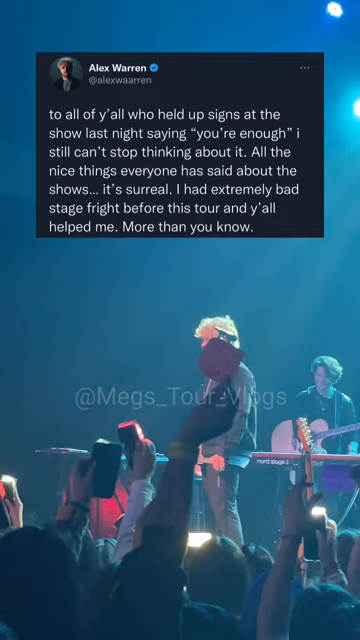 Alex Warren
@alexwaarren
to all of y’all who held up signs at the
show last night saying “you’re enough” i
still can’t stop thinking about it. All the
nice things everyone has said about the
shows... it’s surreal. I had extremely bad
stage fright before this tour and y’all
helped me. More than you know.
@Megs_Tour_Vlogs
nord stage 3